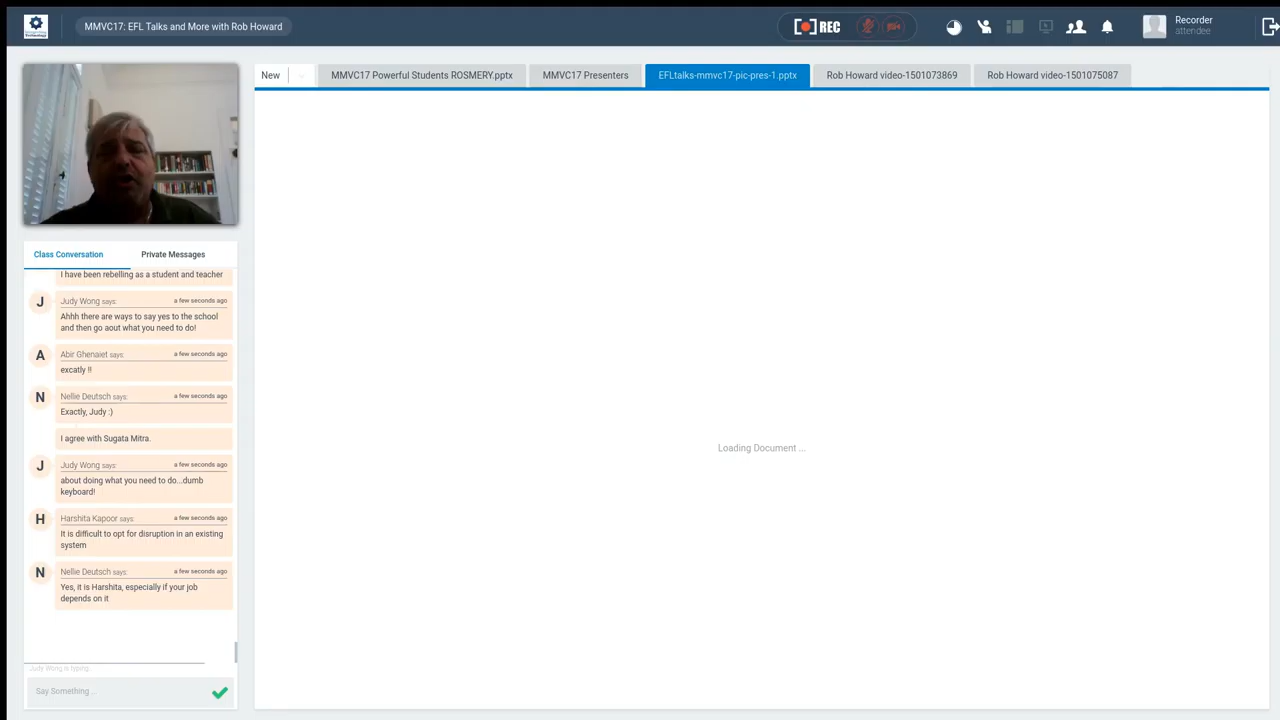 MMVC17: EFL Talks and More with Rob Howard
REC
Recorder
attendee
New
MMVC17 Powerful Students ROSMERY.pptx
MMVC17 Presenters
EFLtalks-mmvc17-pic-pres-1.pptx
Rob Howard video-1501073869
Rob Howard video-1501075087
Class Conversation
Private Messages
I have been rebelling as a student and teacher
J
Judy Wong says: a few seconds ago
Ahhh there are ways to say yes to the school
and then go aout what you need to do!
A
Abir Ghenaiet says: a few seconds ago
excatly !!
N
Nellie Deutsch says: a few seconds ago
Exactly, Judy :)
I agree with Sugata Mitra.
J
Judy Wong says: a few seconds ago
about doing what you need to do...dumb
keyboard!
H
Harshita Kapoor says: a few seconds ago
It is difficult to opt for disruption in an existing
system
N
Nellie Deutsch says: a few seconds ago
Yes, it is Harshita, especially if your job
depends on it
Judy Wong is typing...
Say Something...
Loading Document ...